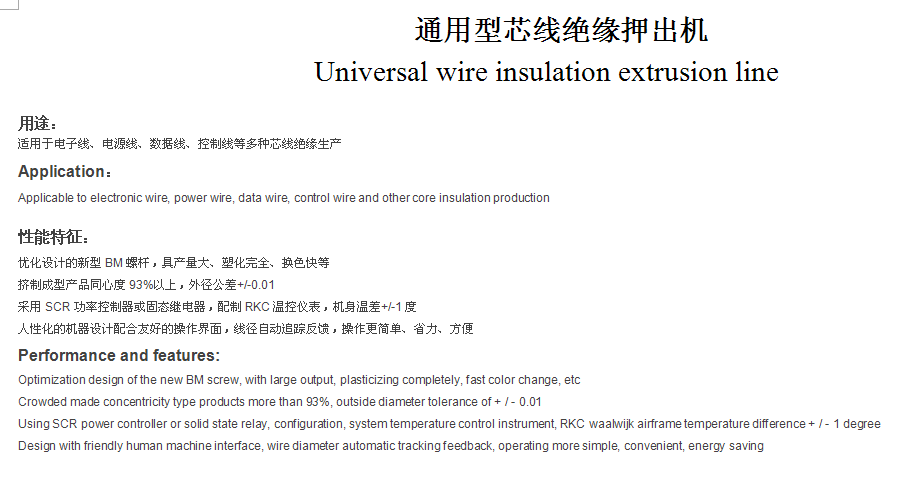 通用型芯线绝缘押出机
Universal wire insulation extrusion line
用途：
适用于电子线、电源线、数据线、控制线等多种芯线绝缘生产
Application：
Applicable to electronic wire, power wire, data wire, control wire and other core insulation production
性能特征：
优化设计的新型 BM 螺杆，具产量大、塑化完全、换色快等
挤制成型产品同心度 93%以上，外径公差+/-0.01
采用 SCR 功率控制器或固态继电器，配制 RKC 温控仪表，机身温差+/-1 度
人性化的机器设计配合友好的操作界面，线径自动追踪反馈，操作更简单、省力、方便
Performance and features:
Optimization design of the new BM screw, with large output, plasticizing completely, fast color change, etc
Crowded made concentricity type products more than 93%, outside diameter tolerance of + / - 0.01
Using SCR power controller or solid state relay, configuration, system temperature control instrument, RKC waalwijk airframe temperature difference + / - 1 degree
Design with friendly human machine interface, wire diameter automatic tracking feedback, operating more simple, convenient, energy saving